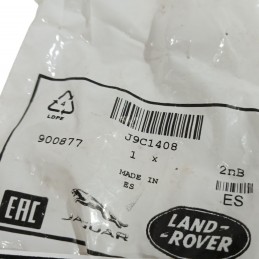 4
LDPE
J9C1408
900877
1 x
MADE IN
ES
2nB
ES
EAC
JAGUAR
LAND-
-ROVER